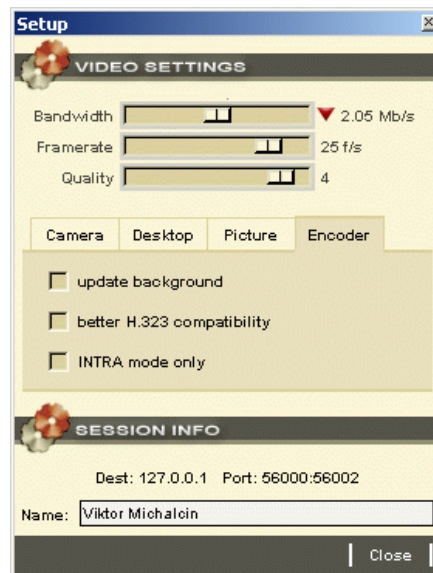 Setup
VIDEO SETTINGS
Bandwidth 2.05 Mb/s
Framerate 25 f/s
Quality 4
Camera Desktop Picture Encoder
update background
better H.323 compatibility
INTRA mode only
SESSION INFO
Dest: 127.0.0.1 Port: 56000:56002
Name: Viktor Michalcin
Close